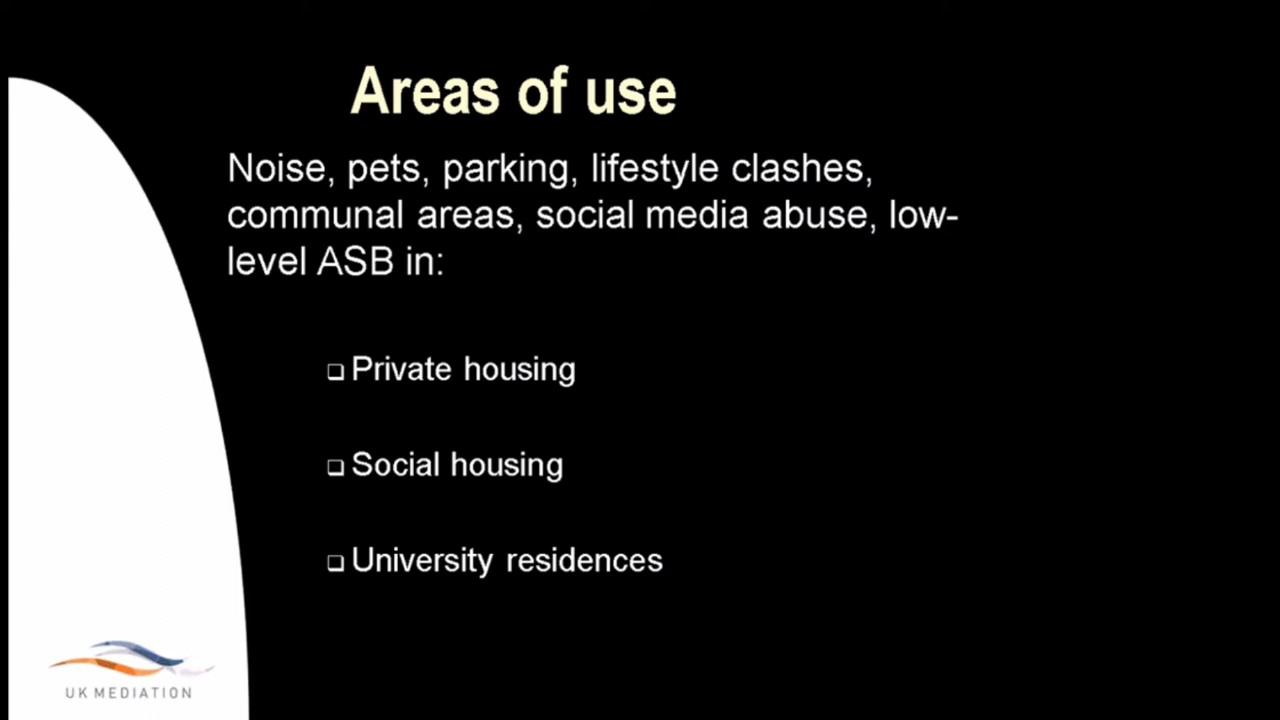 Areas of use
Noise, pets, parking, lifestyle clashes,
communal areas, social media abuse, low-
level ASB in:
❑ Private housing
❑ Social housing
❑ University residences
UK MEDIATION